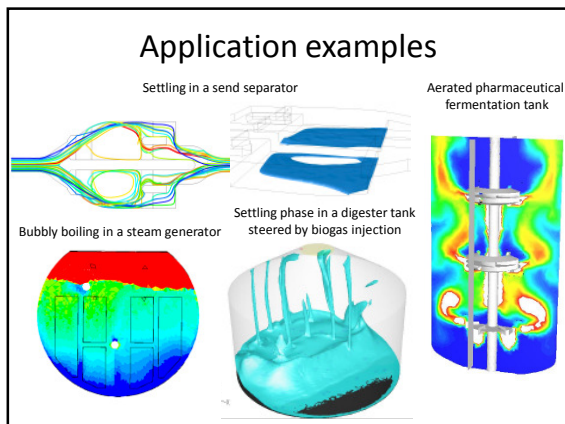 Application examples
Settling in a send separator
Aerated pharmaceutical
fermentation tank
Bubbly boiling in a steam generator
Settling phase in a digester tank
steered by biogas injection